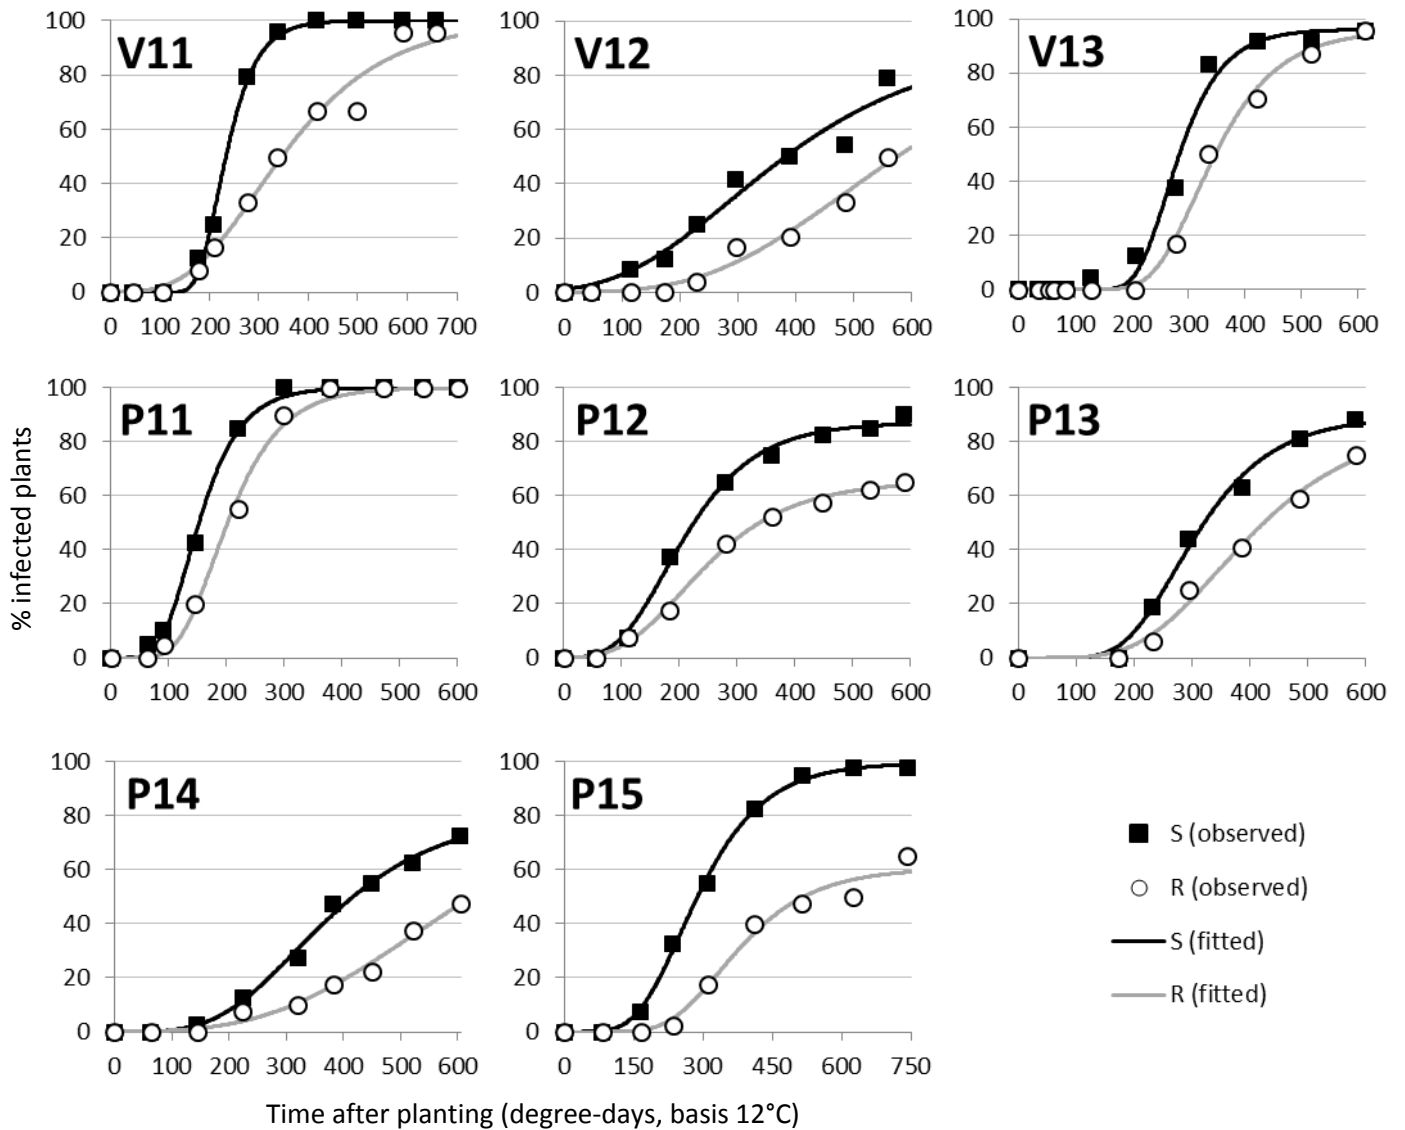 V11
100
80
60
40
20
0
0 100 200 300 400 500 600 700
V12
100
80
60
40
20
0
0 100 200 300 400 500 600
V13
100
80
60
40
20
0
0 100 200 300 400 500 600
% infected plants
P11
100
80
60
40
20
0
0 100 200 300 400 500 600
P12
100
80
60
40
20
0
0 100 200 300 400 500 600
P13
100
80
60
40
20
0
0 100 200 300 400 500 600
P14
100
80
60
40
20
0
0 100 200 300 400 500 600
P15
100
80
60
40
20
0
0 150 300 450 600 750
S (observed)
R (observed)
S (fitted)
R (fitted)
Time after planting (degree-days, basis 12°C)